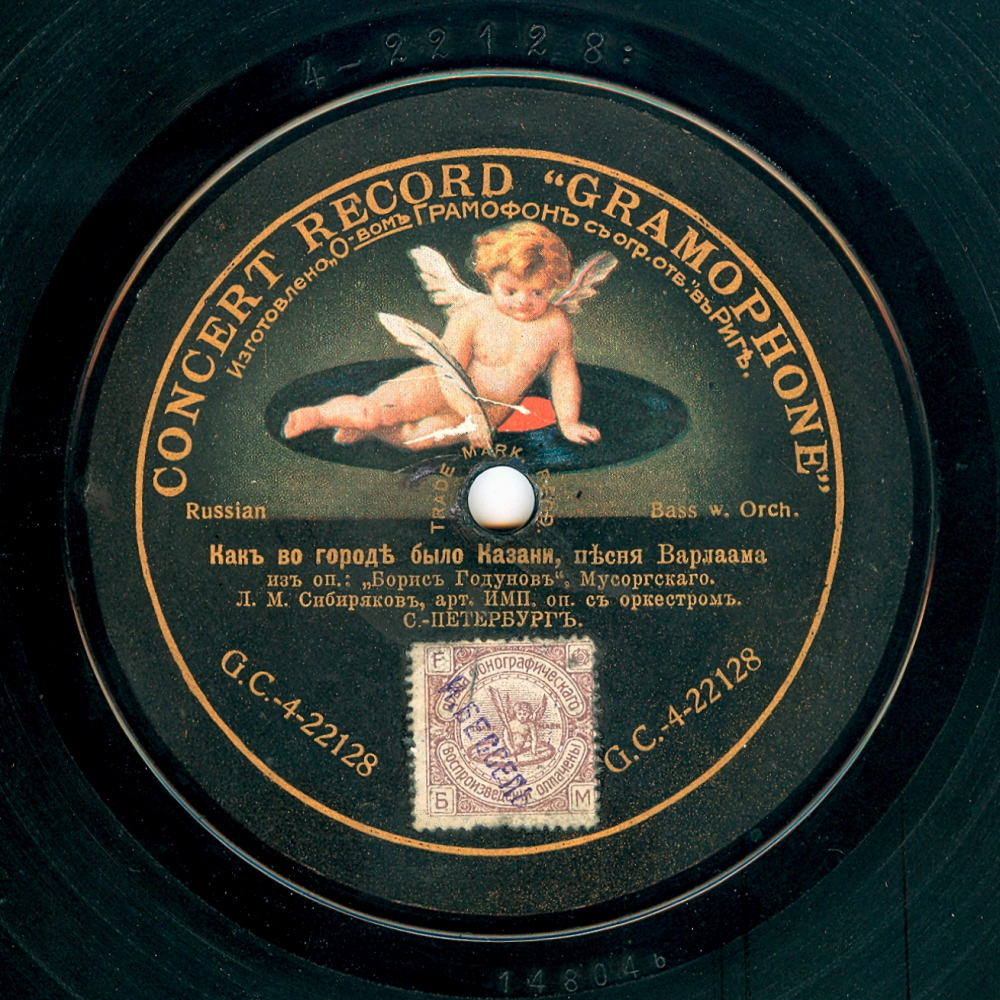 4-22128:
CONCERT RECORD “GRAMOPHONE”
Изготовлено „О-вомъ ГРАМОФОНЪ съ огр. отв.“ въ Ригѣ.
TRADE MARK
Russian
Bass w. Orch.
Какъ во городѣ было Казани, пѣсня Варлаама
изъ оп.: „Борисъ Годуновъ“, Мусоргскаго.
Л. М. Сибиряковъ, арт. ИМП. оп. съ оркестромъ.
С.-ПЕТЕРБУРГЪ.
G.C.-4-22128
G.C.-4-22128
И. БЕССЕЛЬ
Б
М
14804b